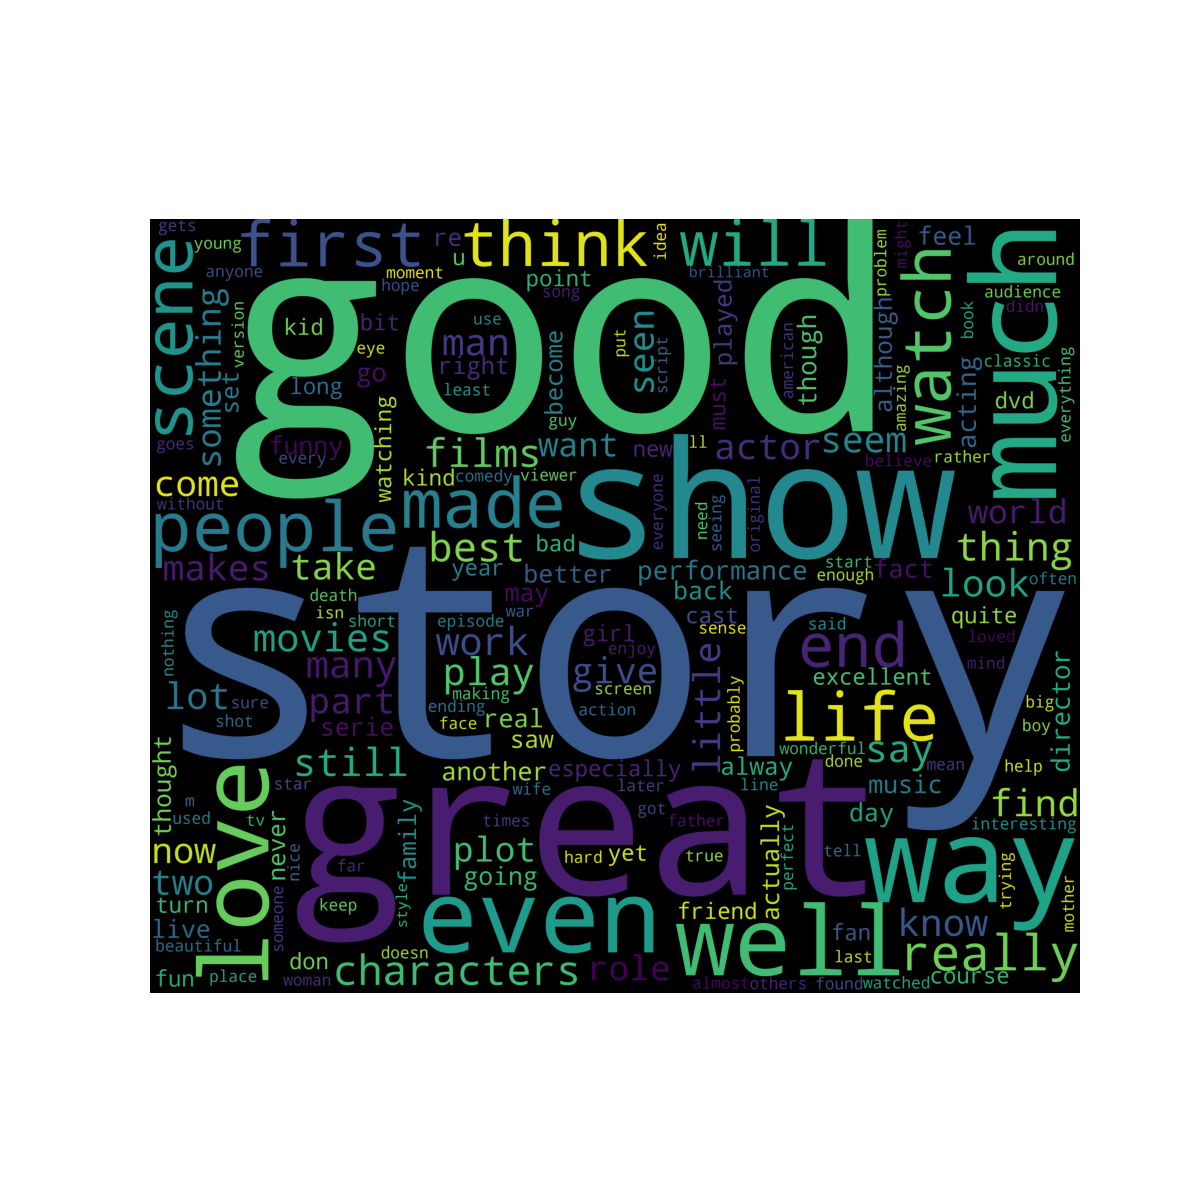 gets
young
first
re
think
u
idea
will
might
feel
much
around
scene
anyone
moment
hope
point
song
brilliant
problem
watch
audience
didn
something
version
good
kid
bit
use
put
seen
played
american
though
although
book
eye
man
right
script
classic
everything
set
long
go
least
become
must
amazing
acting
dvd
goes
funny
every
watching
guy
films
want
new
ll
actor
seem
believe
rather
come
kind
comedy
viewer
show
without
people
made
everyone
need
seeing
original
world
best
bad
thing
makes
take
year
better
performance
start
enough
fact
look
often
story
death
may
back
isn
short
episode
war
cast
sense
said
quite
nothing
movies
work
girl
enjoy
end
loved
many
play
give
little
mind
excellent
lot
sure
part
making
screen
probably
life
big
director
shot
serie
ending
face
real
action
boy
saw
wonderful
say
thought
still
another
especially
alway
done
mean
help
love
star
great
wife
later
line
music
find
m
used
tv
never
nice
family
times
got
father
day
interesting
now
far
plot
hard
yet
true
actually
perfect
tell
way
two
going
trying
mother
turn
someone
keep
style
even
friend
well
know
live
fan
beautiful
doesn
last
really
fun
place
woman
don
characters
role
almost
others
found
watched
course